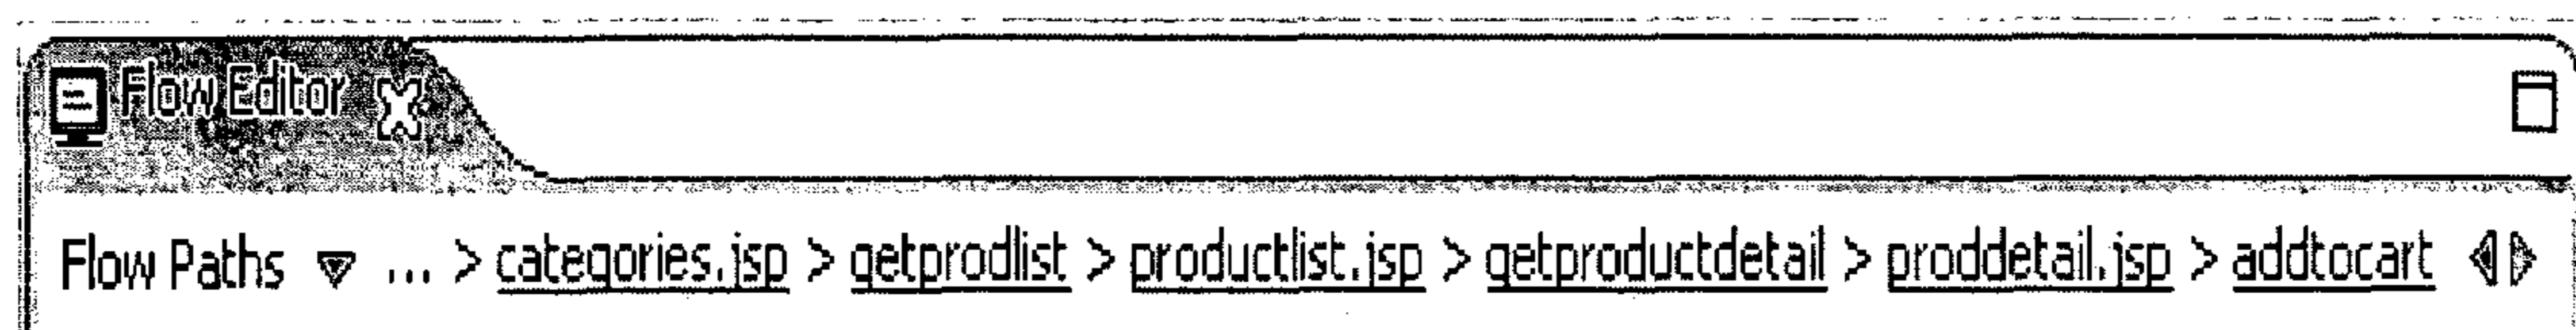 Flow Editor
Flow Paths ... > categories.jsp > getprodlist > productlist.jsp > getproductdetail > proddetail.jsp > addtocart